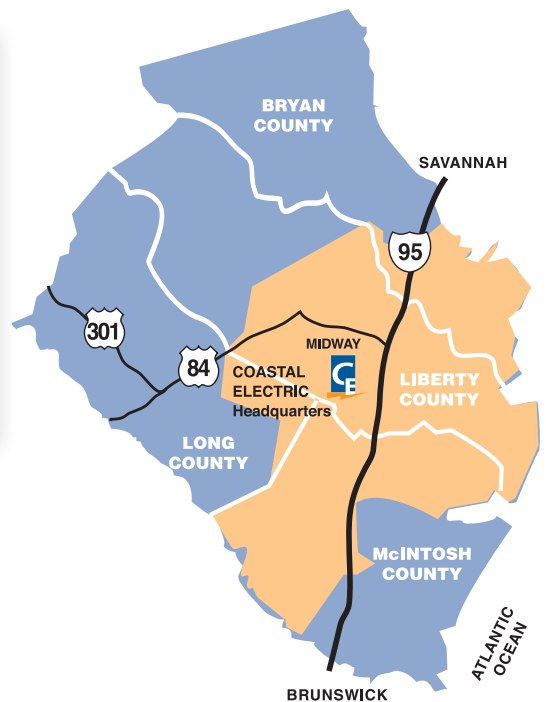 BRYAN
COUNTY
SAVANNAH
95
301
84
MIDWAY
CE
COASTAL
ELECTRIC
Headquarters
LIBERTY
COUNTY
LONG
COUNTY
McINTOSH
COUNTY
ATLANTIC
OCEAN
BRUNSWICK